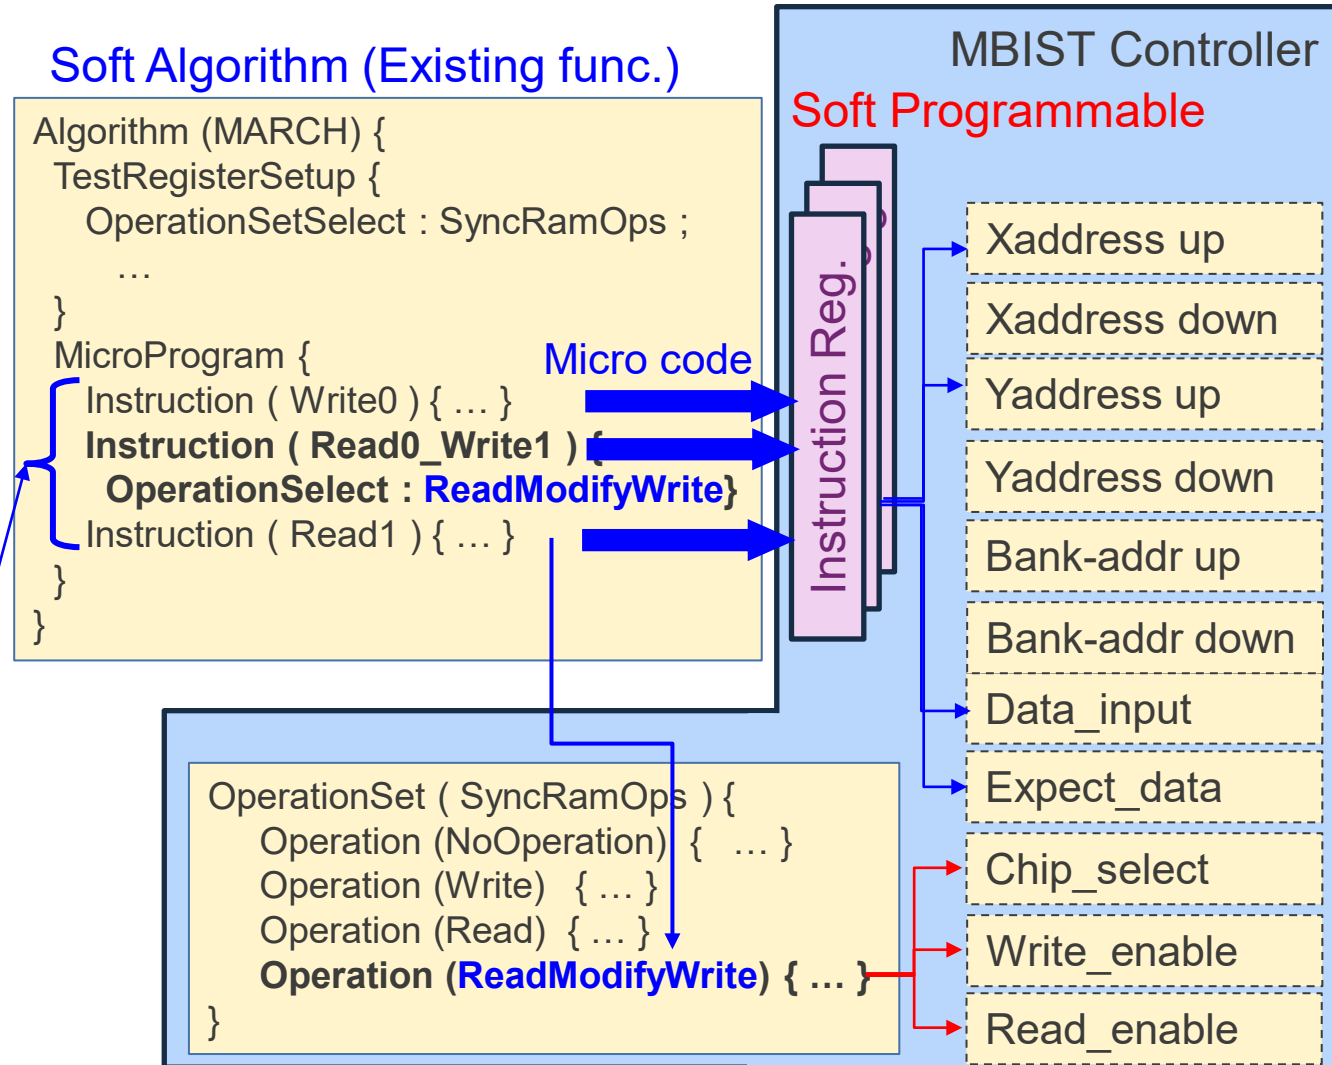 Soft Algorithm (Existing func.)
Algorithm (MARCH) {
TestRegisterSetup {
OperationSetSelect : SyncRamOps ;
…
}
MicroProgram {
Instruction ( Write0 ) { … }
Instruction ( Read0_Write1 ) {
OperationSelect : ReadModifyWrite}
Instruction ( Read1 ) { … }
}
}
Micro code
MBIST Controller
Soft Programmable
Instruction Reg.
Xaddress up
Xaddress down
Yaddress up
Yaddress down
Bank-addr up
Bank-addr down
Data_input
Expect_data
Chip_select
Write_enable
Read_enable
OperationSet ( SyncRamOps ) {
Operation (NoOperation) { … }
Operation (Write) { … }
Operation (Read) { … }
Operation (ReadModifyWrite) { … }
}